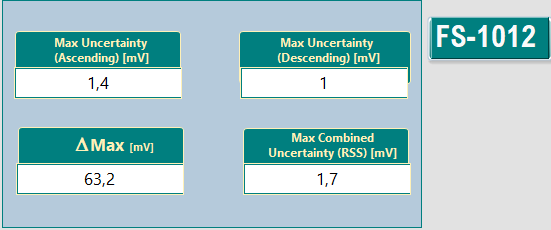 FS-1012
Max Uncertainty
(Ascending) [mV]
1,4
Max Uncertainty
(Descending) [mV]
1
ΔMax [mV]
63,2
Max Combined
Uncertainty (RSS) [mV]
1,7